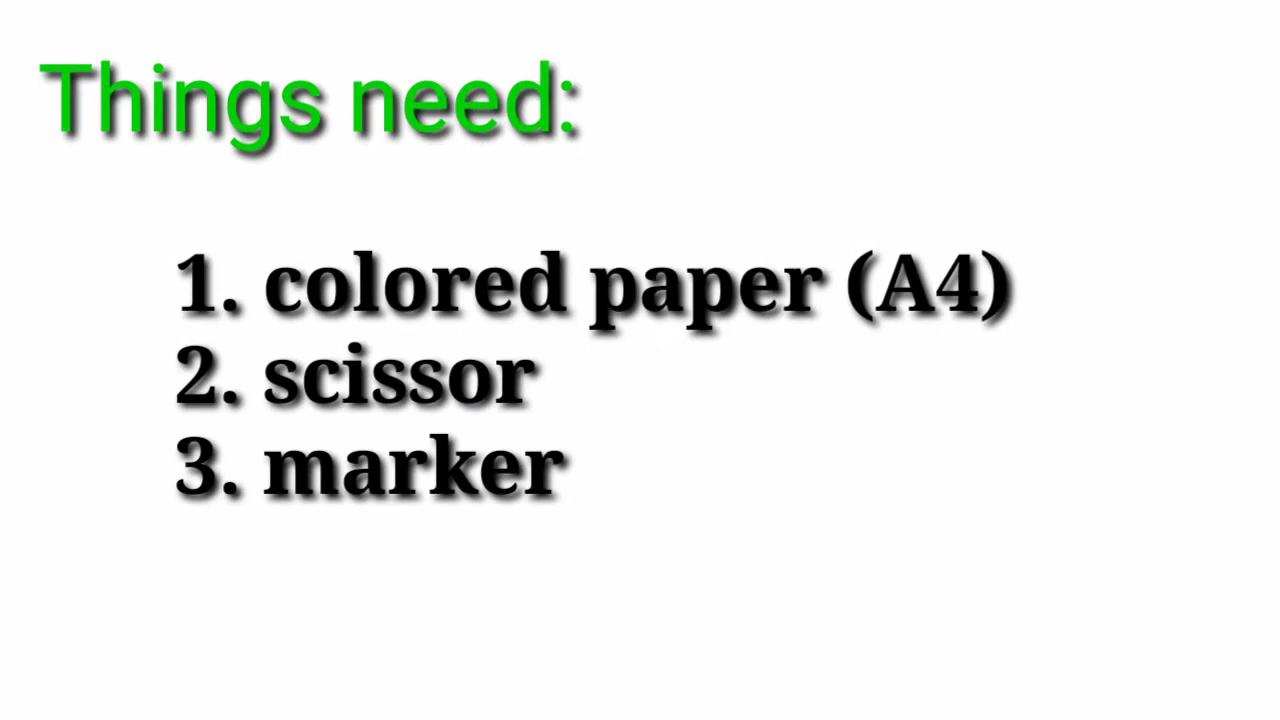 Things need:
1. colored paper (A4)
2. scissor
3. marker